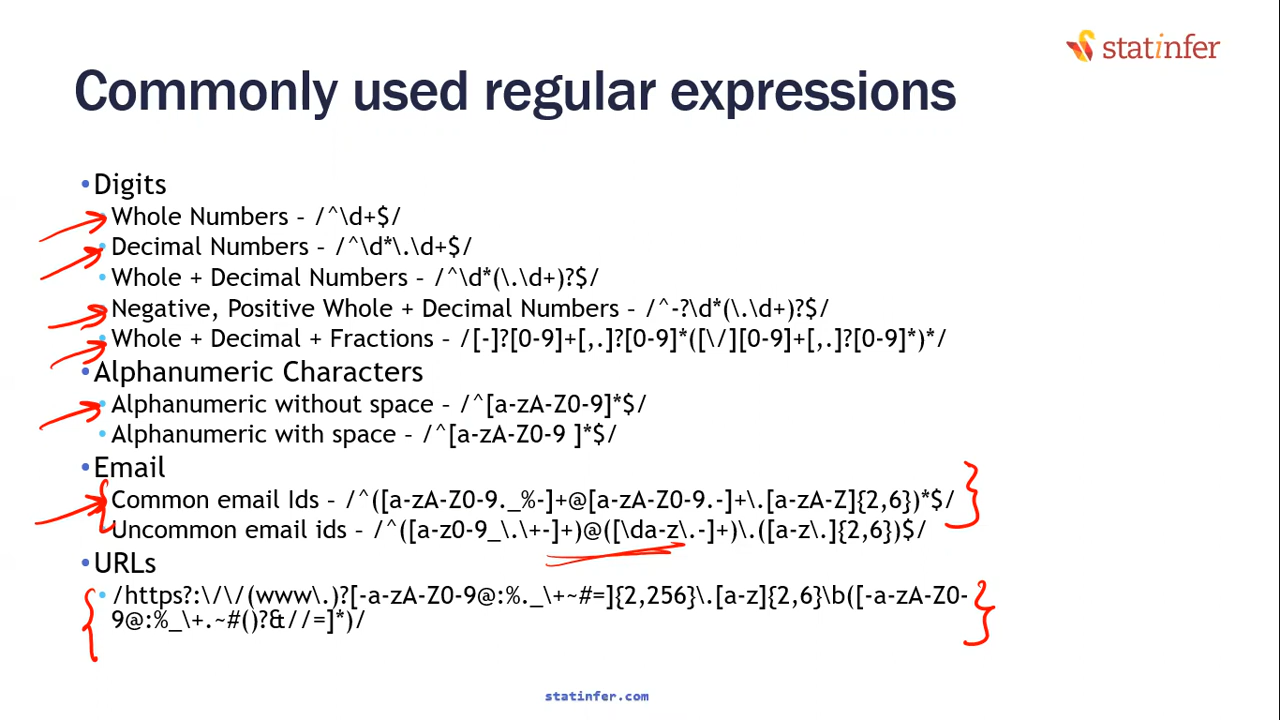 statinfer
Commonly used regular expressions
•Digits
•Whole Numbers – /^\d+$/
•Decimal Numbers – /^\d*\.\d+$/
•Whole + Decimal Numbers – /^\d*(\.\d+)?$/
•Negative, Positive Whole + Decimal Numbers – /^-?\d*(\.\d+)?$/
•Whole + Decimal + Fractions – /[-]?[0-9]+[,.]?[0-9]*([\/][0-9]+[,.]?[0-9]*)*/
•Alphanumeric Characters
•Alphanumeric without space – /^[a-zA-Z0-9]*$/
•Alphanumeric with space – /^[a-zA-Z0-9 ]*$/
•Email
Common email Ids – /^([a-zA-Z0-9._%-]+@[a-zA-Z0-9.-]+\.[a-zA-Z]{2,6})*$/
Uncommon email ids – /^([a-z0-9_\.\+-]+)@([\da-z\.-]+)\.([a-z\.]{2,6})$/
•URLs
•/https?:\/\/(www\.)?[-a-zA-Z0-9@:%._\+~#=]{2,256}\.[a-z]{2,6}\b([-a-zA-Z0-
9@:%_\+.~#()?&//=]*)/
statinfer.com